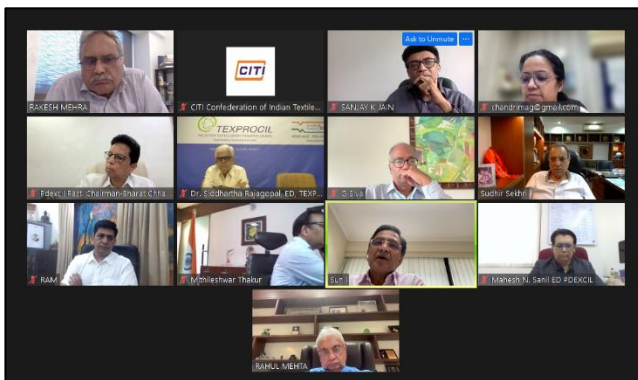 RAKESH MEHRA
CITI
CITI Confederation of Indian Textile...
Ask to Unmute
SANJAY K JAIN
chandrimag@gmail.com
Pdexcil Past Chairman-Bharat Chha...
TEXPROCIL
Dr. Siddhartha Rajagopal, ED, TEXP...
Sudhir Sekhri
RAM
Mithileshwar Thakur
Mahesh N. Sanil ED PDEXCIL
RAHUL MEHTA